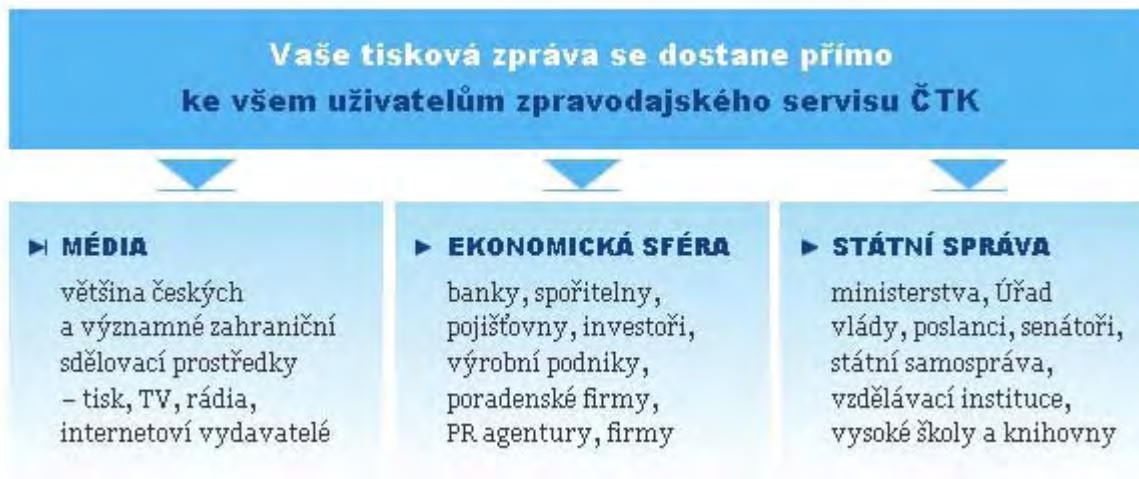 Vaše tisková zpráva se dostane přímo
ke všem uživatelům zpravodajského servisu ČTK
MÉDIA
většina českých
a významné zahraniční
sdělovací prostředky
– tisk, TV, rádia,
internetoví vydavatelé
EKONOMICKÁ SFÉRA
banky, spořitelny,
pojišťovny, investoři,
výrobní podniky,
poradenské firmy,
PR agentury, firmy
STÁTNÍ SPRÁVA
ministerstva, Úřad
vlády, poslanci, senátoři,
státní samospráva,
vzdělávací instituce,
vysoké školy a knihovny